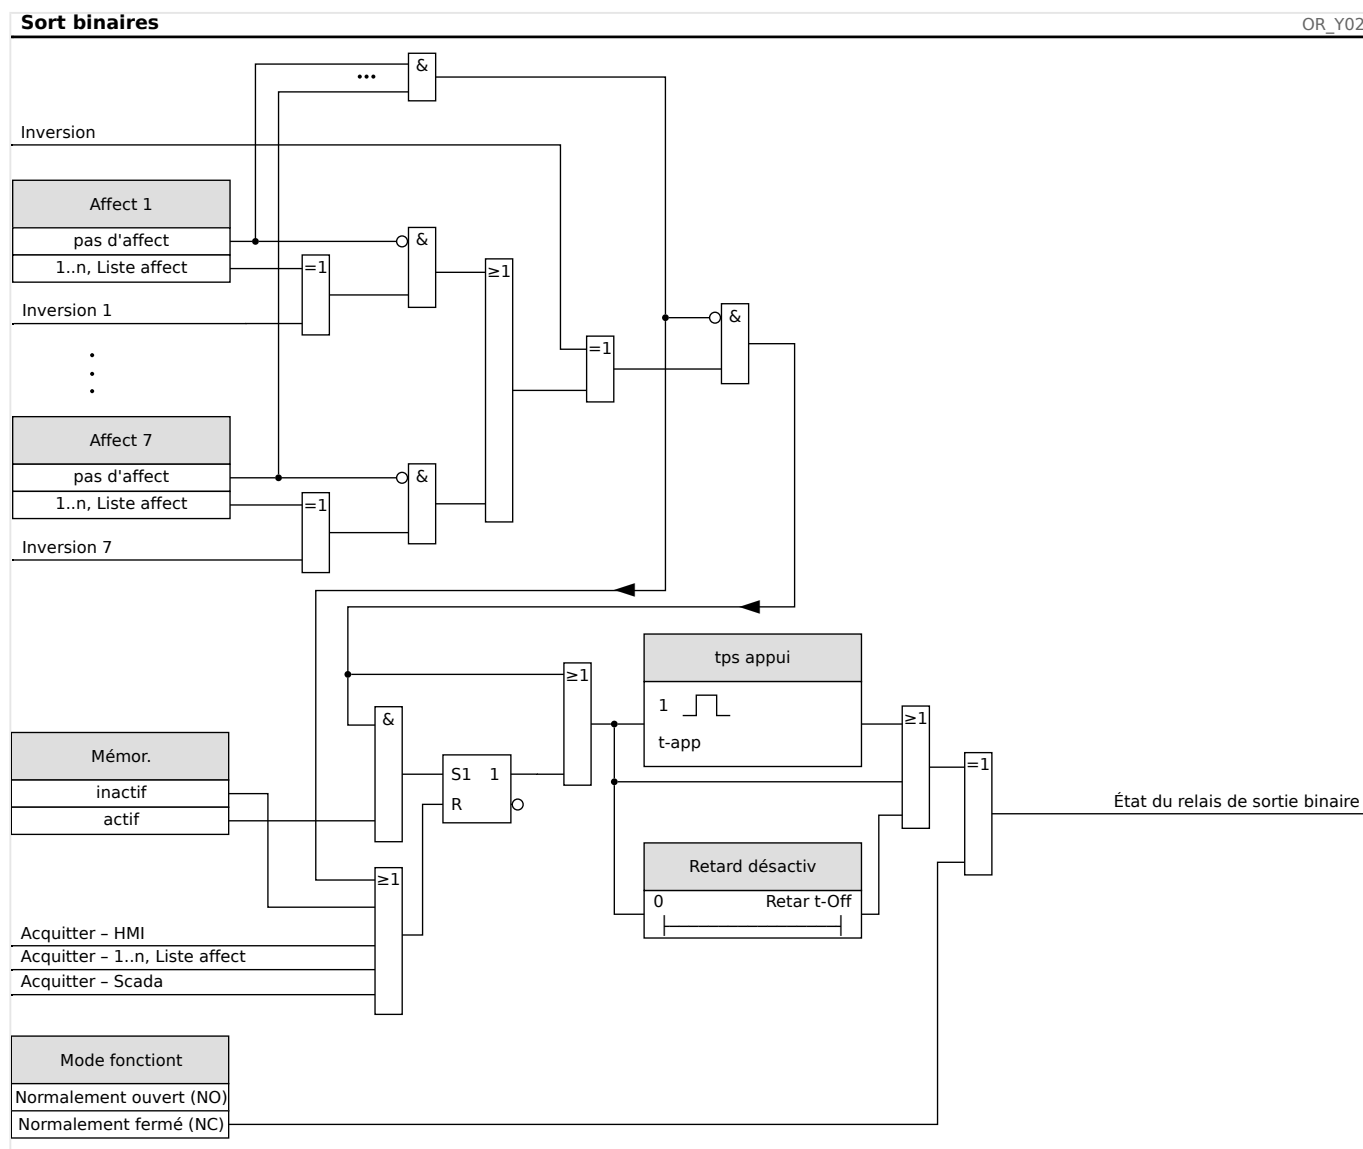 Sort binaires
OR_Y02
&
...
Inversion
Affect 1
pas d'affect
&
1..n, Liste affect
=1
≥1
Inversion 1
&
=1
Affect 7
pas d'affect
&
1..n, Liste affect
=1
Inversion 7
tps appui
≥1
1
&
≥1
t-app
Mémor.
=1
S1 1
inactif
État du relais de sortie binaire
R
actif
Retard désactiv
≥1
0
Retar t-Off
Acquitter – HMI
Acquitter – 1..n, Liste affect
Acquitter – Scada
Mode fonctiont
Normalement ouvert (NO)
Normalement fermé (NC)